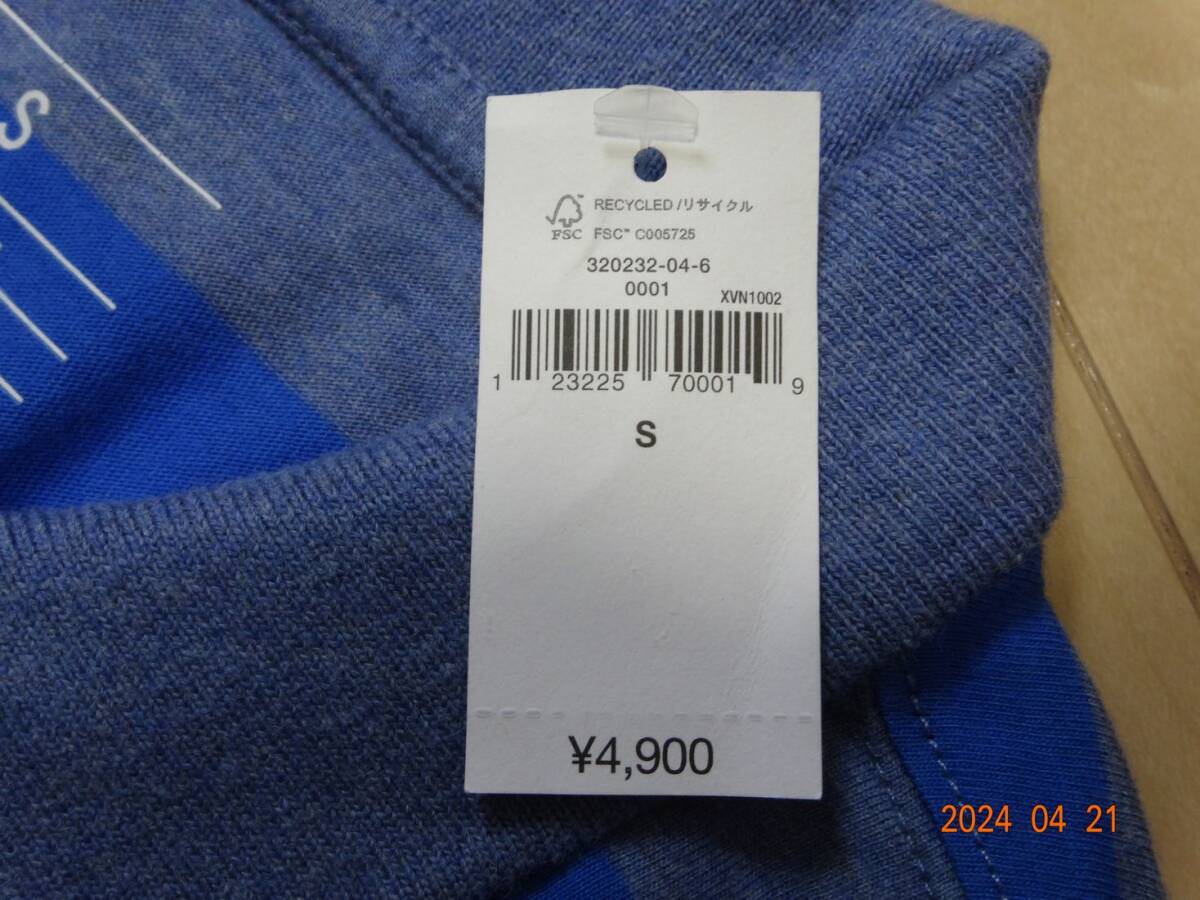 S
RECYCLED /リサイクル
FSC
FSC™ C005725
320232-04-6
0001
XVN1002
1 23225 70001 9
S
¥4,900
2024 04 21